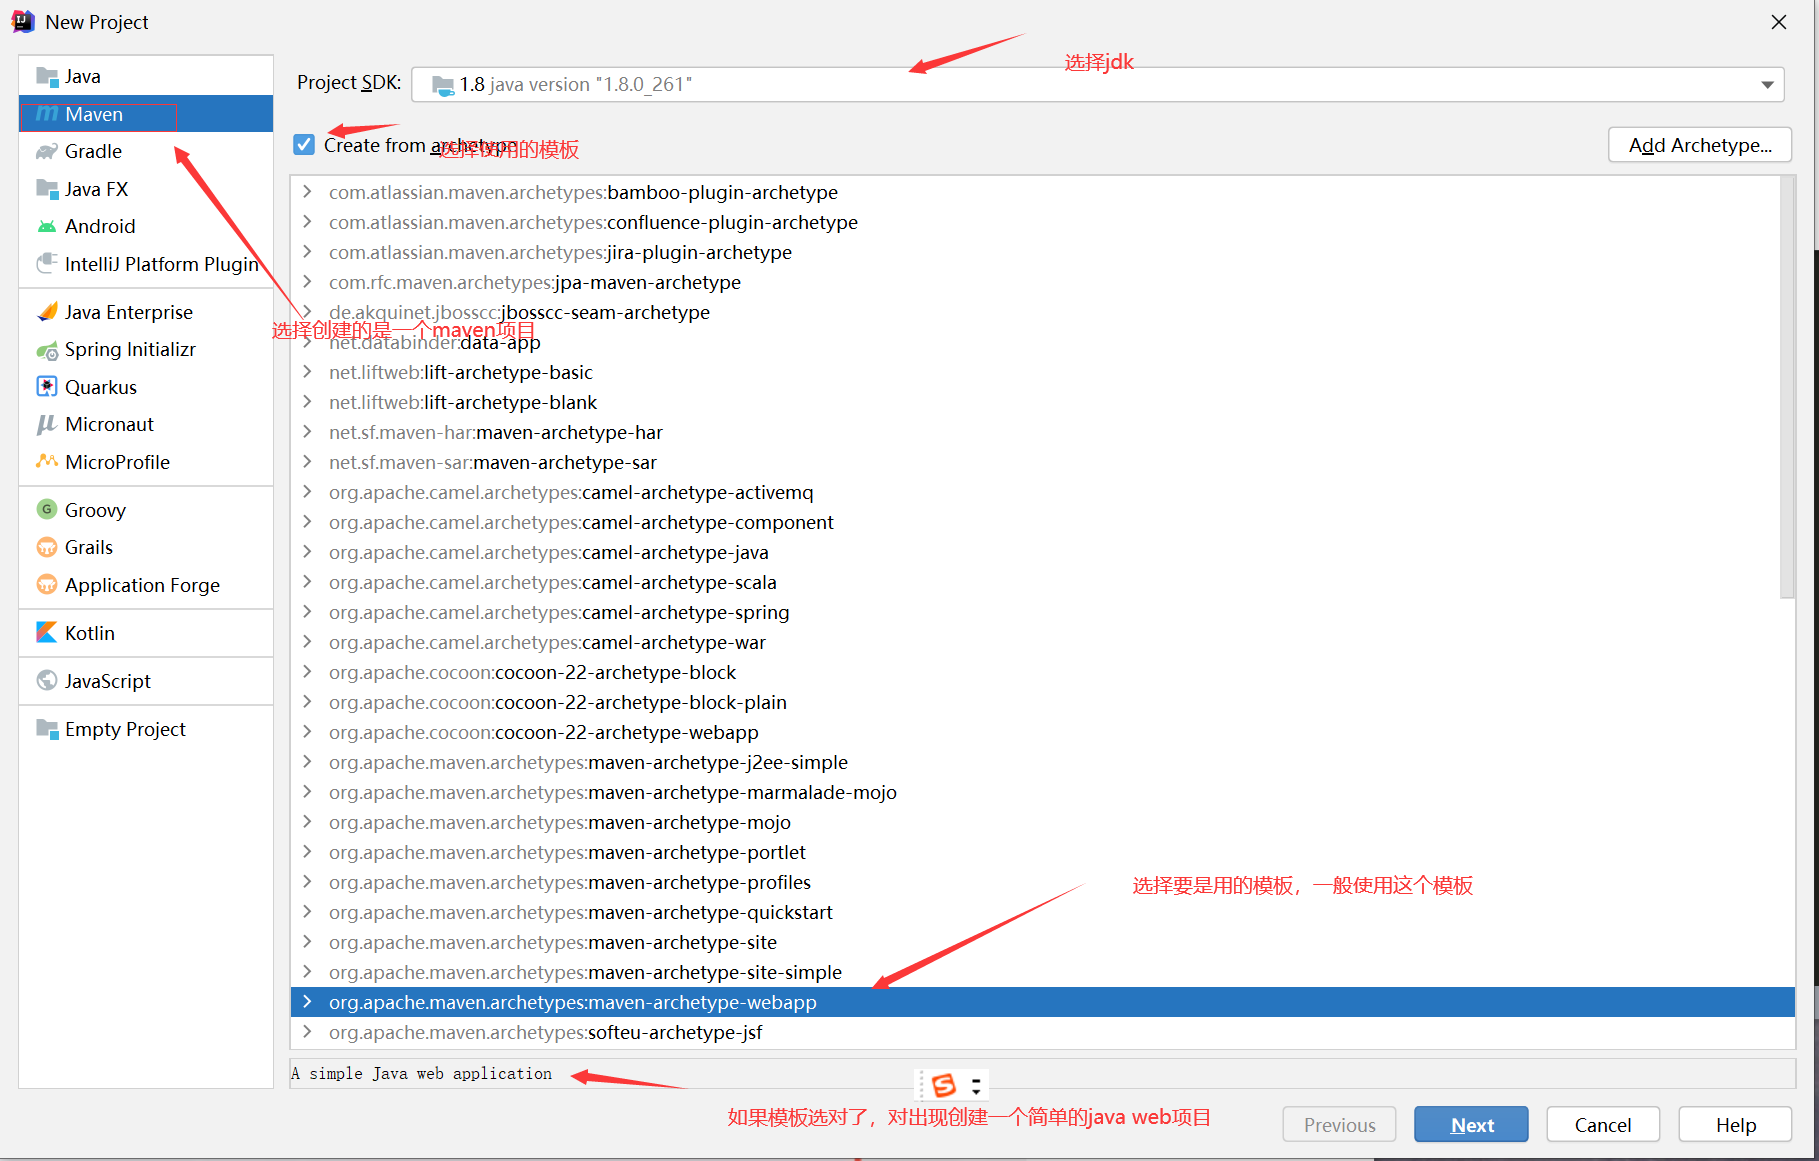 New Project
Java
Maven
Gradle
Java FX
Android
IntelliJ Platform Plugin
Java Enterprise
Spring Initializr
Quarkus
Micronaut
MicroProfile
Groovy
Grails
Application Forge
Kotlin
JavaScript
Empty Project
Project SDK: 1.8 java version "1.8.0_261"
选择jdk
Create from archetype
选择使用的模板
Add Archetype...
com.atlassian.maven.archetypes:bamboo-plugin-archetype
com.atlassian.maven.archetypes:confluence-plugin-archetype
com.atlassian.maven.archetypes:jira-plugin-archetype
com.rfc.maven.archetypes:jpa-maven-archetype
de.akquinet.jbosscc:jbosscc-seam-archetype
选择创建的是一个maven项目
net.databinder:data-app
net.liftweb:lift-archetype-basic
net.liftweb:lift-archetype-blank
net.sf.maven-har:maven-archetype-har
net.sf.maven-sar:maven-archetype-sar
org.apache.camel.archetypes:camel-archetype-activemq
org.apache.camel.archetypes:camel-archetype-component
org.apache.camel.archetypes:camel-archetype-java
org.apache.camel.archetypes:camel-archetype-scala
org.apache.camel.archetypes:camel-archetype-spring
org.apache.camel.archetypes:camel-archetype-war
org.apache.cocoon:cocoon-22-archetype-block
org.apache.cocoon:cocoon-22-archetype-block-plain
org.apache.cocoon:cocoon-22-archetype-webapp
org.apache.maven.archetypes:maven-archetype-j2ee-simple
org.apache.maven.archetypes:maven-archetype-marmalade-mojo
org.apache.maven.archetypes:maven-archetype-mojo
org.apache.maven.archetypes:maven-archetype-portlet
org.apache.maven.archetypes:maven-archetype-profiles
选择要是用的模板，一般使用这个模板
org.apache.maven.archetypes:maven-archetype-quickstart
org.apache.maven.archetypes:maven-archetype-site
org.apache.maven.archetypes:maven-archetype-site-simple
org.apache.maven.archetypes:maven-archetype-webapp
org.apache.maven.archetypes:softeu-archetype-jsf
A simple Java web application
如果模板选对了，对出现创建一个简单的java web项目
Previous
Next
Cancel
Help